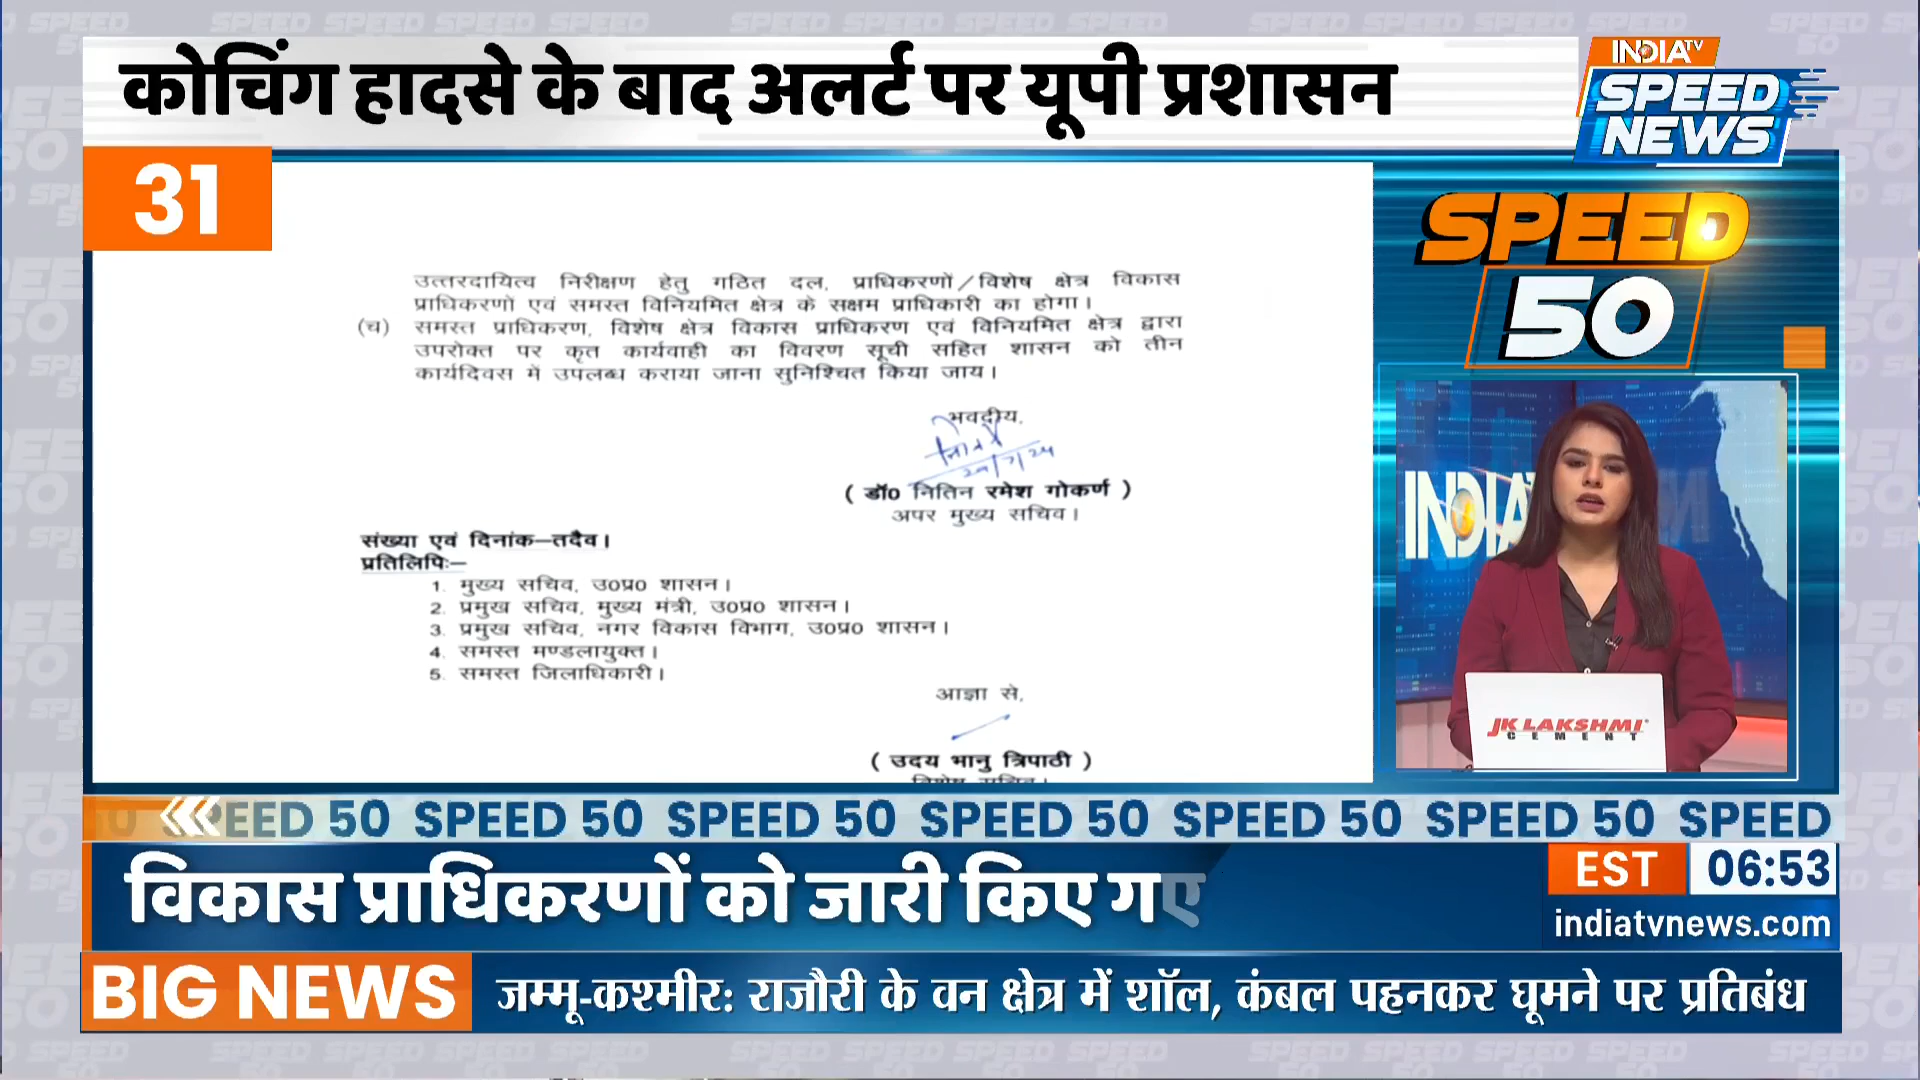 कोचिंग हादसे के बाद अलर्ट पर यूपी प्रशासन
INDIA TV
SPEED
NEWS
31
SPEED
50
उत्तरदायित्व निरीक्षण हेतु गठित दल, प्राधिकरणों/विशेष क्षेत्र विकास
प्राधिकरणों एवं समस्त विनियमित क्षेत्र के सक्षम प्राधिकारी का होगा।
(च) समस्त प्राधिकरण, विशेष क्षेत्र विकास प्राधिकरण एवं विनियमित क्षेत्र द्वारा
उपरोक्त पर कृत कार्यवाही का विवरण सूची सहित शासन को तीन
कार्यदिवस में उपलब्ध कराया जाना सुनिश्चित किया जाय।
भवदीय,
( डॉ0 नितिन रमेश गोकर्ण )
अपर मुख्य सचिव।
संख्या एवं दिनांक–तदैव।
प्रतिलिपिः–
1. मुख्य सचिव, उ0प्र0 शासन।
2. प्रमुख सचिव, मुख्य मंत्री, उ0प्र0 शासन।
3. प्रमुख सचिव, नगर विकास विभाग, उ0प्र0 शासन।
4. समस्त मण्डलायुक्त।
5. समस्त जिलाधिकारी।
आज्ञा से,
( उदय भानु त्रिपाठी )
INDIA
JK LAKSHMI
CEMENT
SPEED 50 SPEED 50 SPEED 50 SPEED 50 SPEED 50 SPEED
विकास प्राधिकरणों को जारी किए गए
EST 06:53
indiatvnews.com
BIG NEWS
जम्मू-कश्मीर: राजौरी के वन क्षेत्र में शॉल, कंबल पहनकर घूमने पर प्रतिबंध